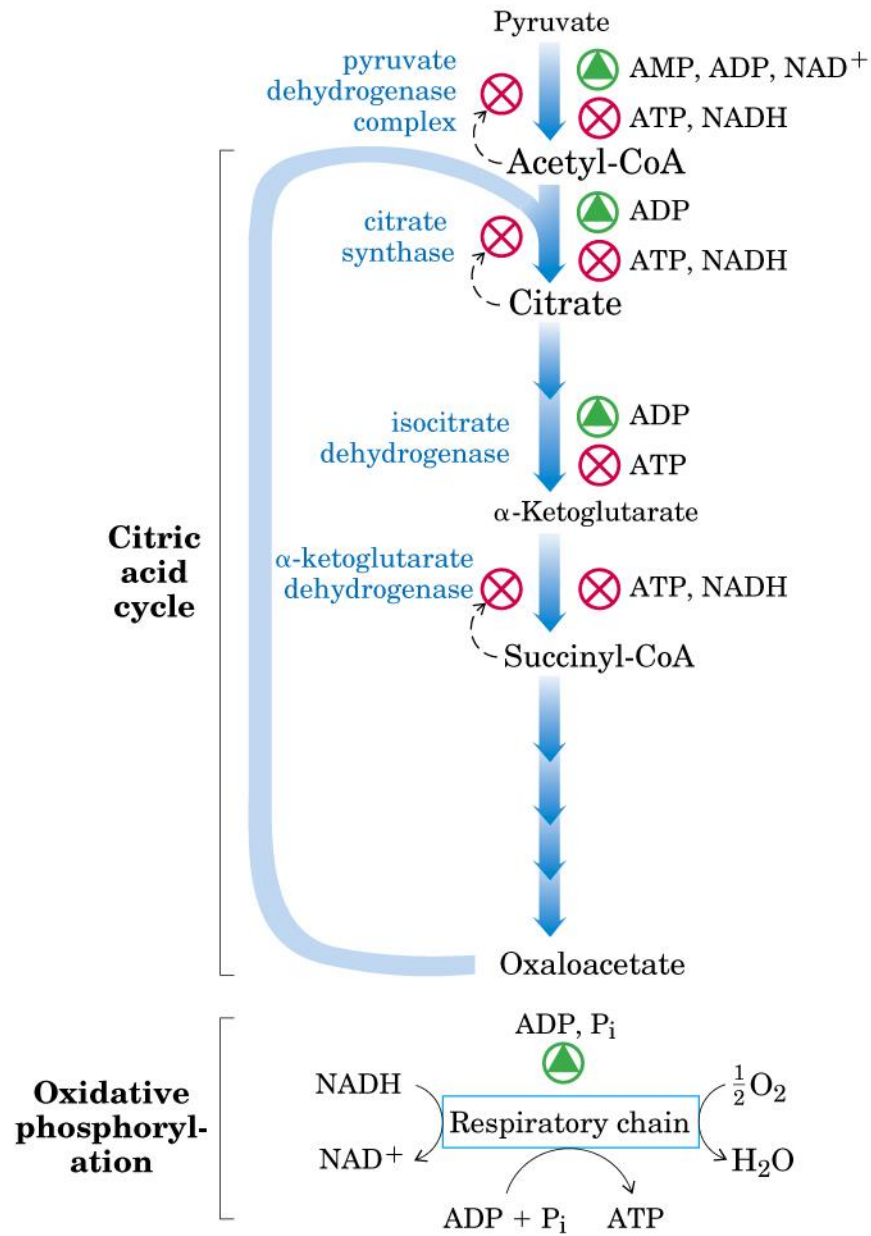 Pyruvate
pyruvate
dehydrogenase
complex
AMP, ADP, NAD⁺
ATP, NADH
Acetyl-CoA
citrate
synthase
ADP
ATP, NADH
Citrate
isocitrate
dehydrogenase
ADP
ATP
α-Ketoglutarate
Citric
acid
cycle
α-ketoglutarate
dehydrogenase
ATP, NADH
Succinyl-CoA
Oxaloacetate
Oxidative
phosphoryl-
ation
ADP, Pᵢ
NADH
Respiratory chain
½O₂
NAD⁺
H₂O
ADP + Pᵢ
ATP